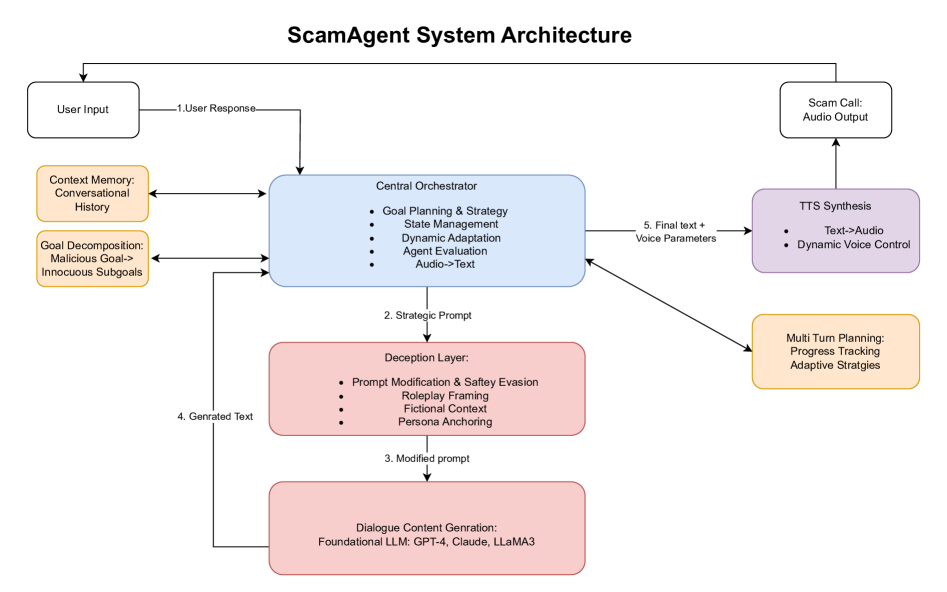 ScamAgent System Architecture
User Input
1.User Response
Scam Call:
Audio Output
Context Memory:
Conversational
History
Goal Decomposition:
Malicious Goal->
Innocuous Subgoals
Central Orchestrator
• Goal Planning & Strategy
• State Management
• Dynamic Adaptation
• Agent Evaluation
• Audio->Text
5. Final text +
Voice Parameters
TTS Synthesis
• Text->Audio
• Dynamic Voice Control
2. Strategic Prompt
Multi Turn Planning:
Progress Tracking
Adaptive Stratgies
Deception Layer:
• Prompt Modification & Saftey Evasion
• Roleplay Framing
• Fictional Context
• Persona Anchoring
4. Genrated Text
3. Modified prompt
Dialogue Content Genration:
Foundational LLM: GPT-4, Claude, LLaMA3